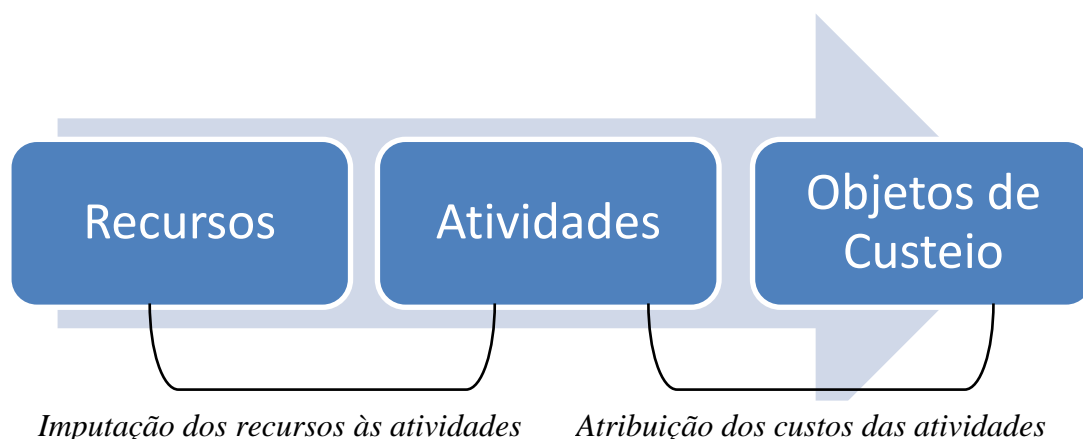 Recursos
Atividades
Objetos de
Custeio
Imputação dos recursos às atividades
Atribuição dos custos das atividades